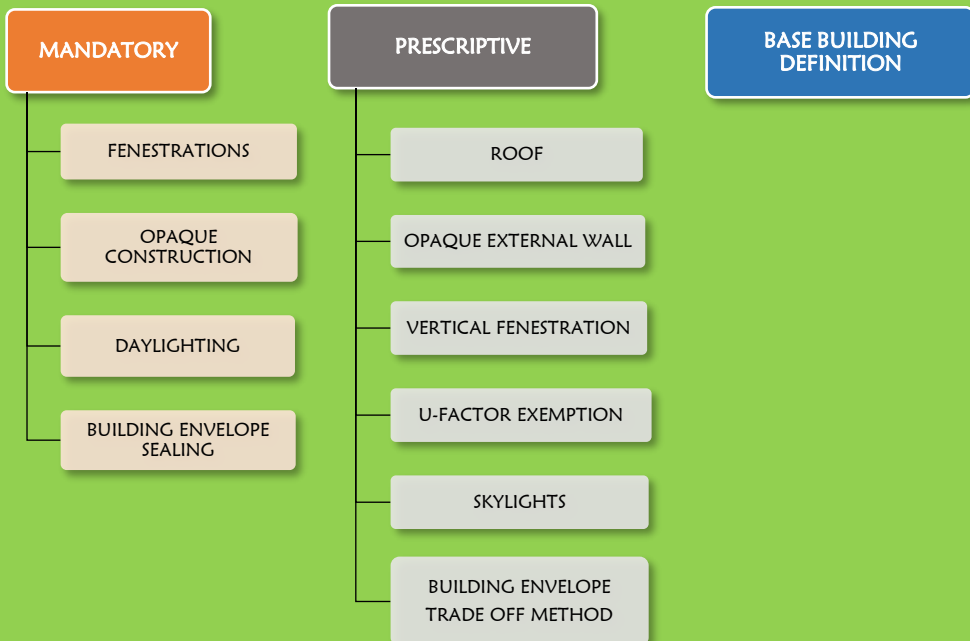 MANDATORY
FENESTRATIONS
OPAQUE
CONSTRUCTION
DAYLIGHTING
BUILDING ENVELOPE
SEALING
PRESCRIPTIVE
ROOF
OPAQUE EXTERNAL WALL
VERTICAL FENESTRATION
U-FACTOR EXEMPTION
SKYLIGHTS
BUILDING ENVELOPE
TRADE OFF METHOD
BASE BUILDING
DEFINITION